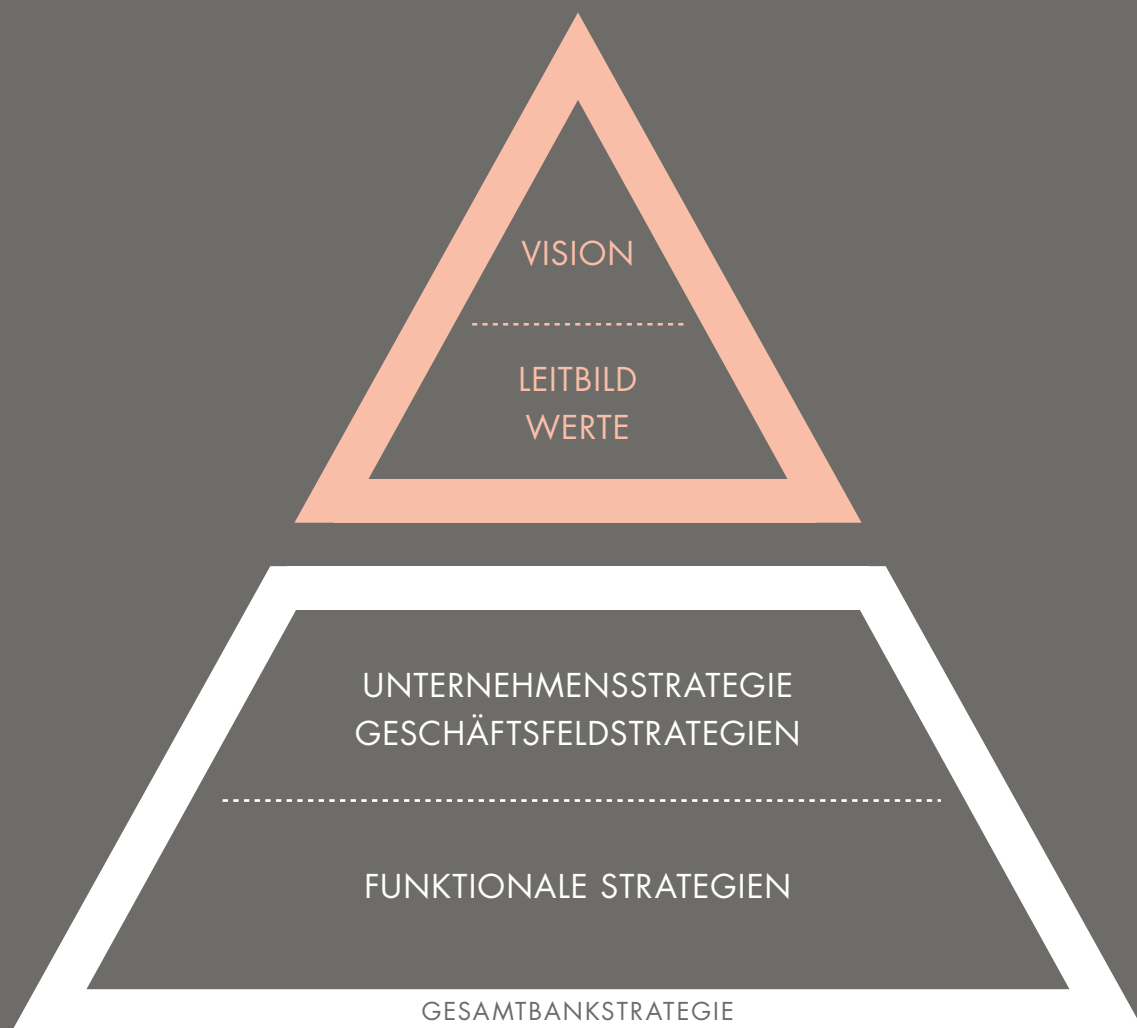 VISION
LEITBILD
WERTE
UNTERNEHMENSSTRATEGIE
GESCHÄFTSFELDSTRATEGIEN
FUNKTIONALE STRATEGIEN
GESAMTBANKSTRATEGIE